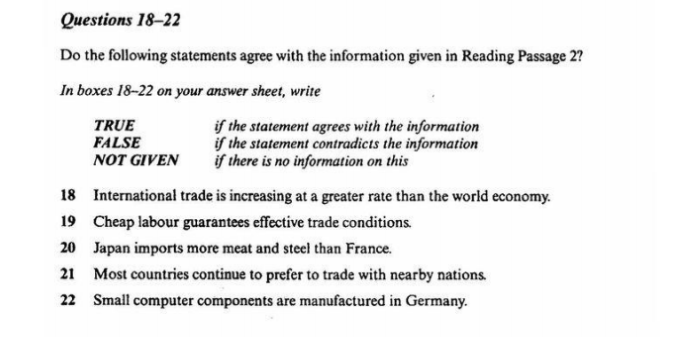 Questions 18–22
Do the following statements agree with the information given in Reading Passage 2?
In boxes 18–22 on your answer sheet, write
TRUE if the statement agrees with the information
FALSE if the statement contradicts the information
NOT GIVEN if there is no information on this
18 International trade is increasing at a greater rate than the world economy.
19 Cheap labour guarantees effective trade conditions.
20 Japan imports more meat and steel than France.
21 Most countries continue to prefer to trade with nearby nations.
22 Small computer components are manufactured in Germany.